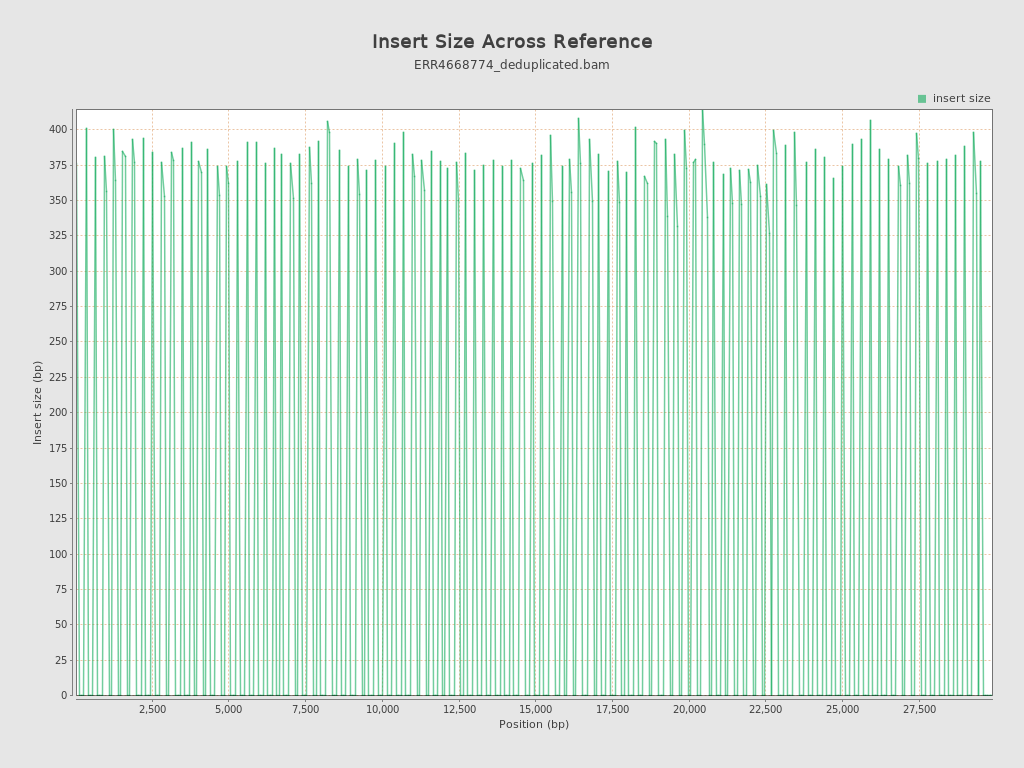 Insert Size Across Reference
ERR4668774_deduplicated.bam
insert size
Insert size (bp)
400
375
350
325
300
275
250
225
200
175
150
125
100
75
50
25
0
2,500 5,000 7,500 10,000 12,500 15,000 17,500 20,000 22,500 25,000 27,500
Position (bp)